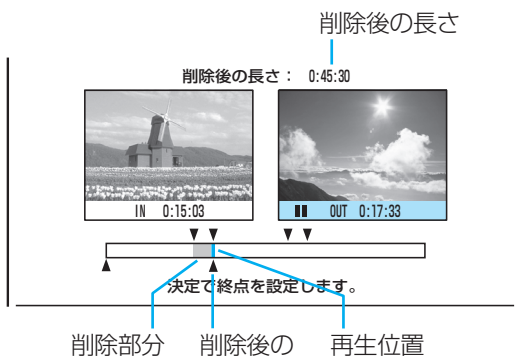 削除後の長さ
削除後の長さ： 0:45:30
IN 0:15:03
OUT 0:17:33
決定で終点を設定します。
削除部分 削除後の 再生位置